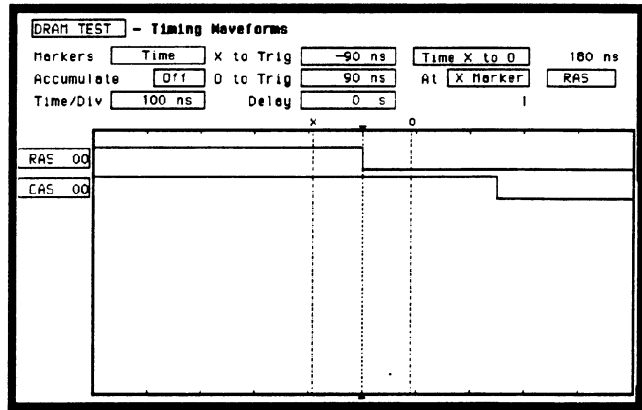 DRAM TEST - Timing Waveforms
Markers Time X to Trig -90 ns Time X to O 180 ns
Accumulate Off O to Trig 90 ns At X Marker RAS
Time/Div 100 ns Delay 0 s 1
X O
RAS 00
CAS 00